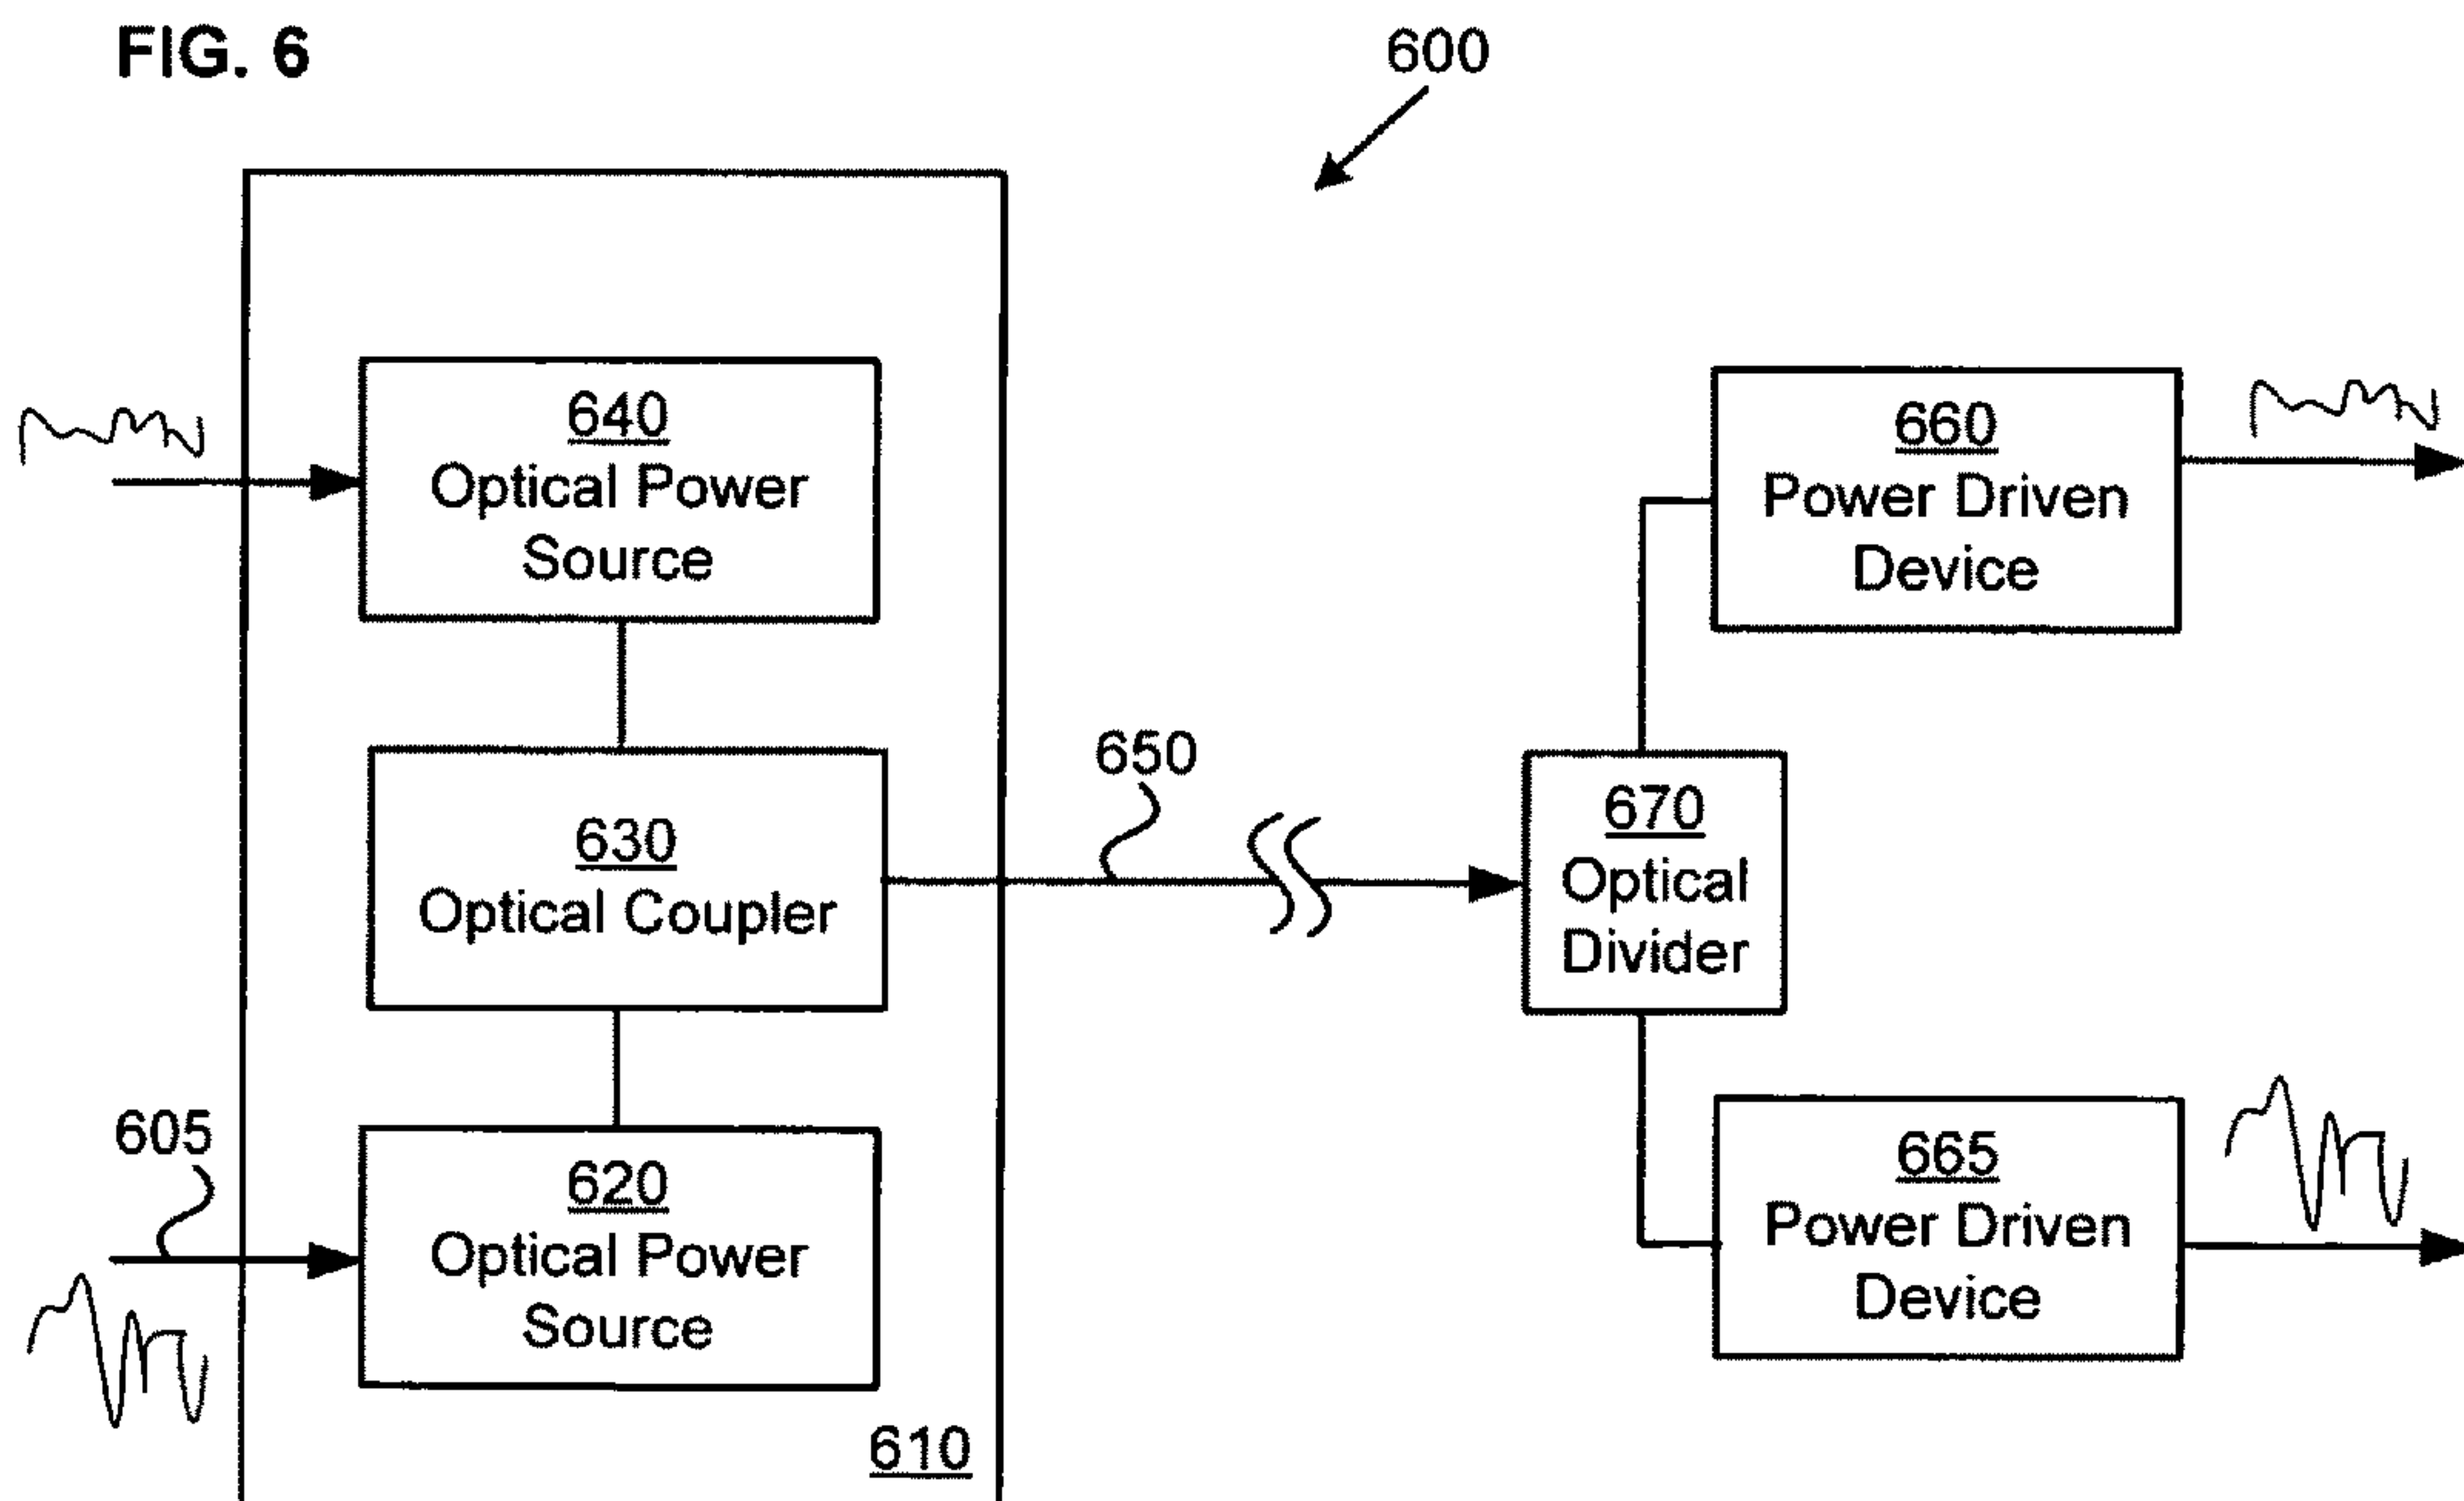 FIG. 6
600
640
Optical Power
Source
660
Power Driven
Device
650
630
Optical Coupler
670
Optical
Divider
605
620
Optical Power
Source
665
Power Driven
Device
610